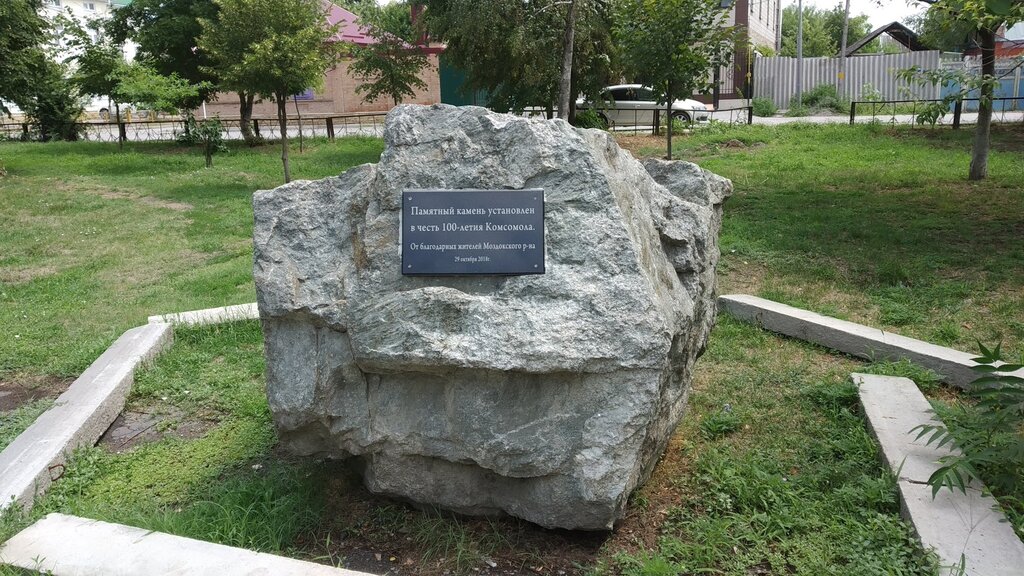 Памятный камень установлен
в честь 100-летия Комсомола.
От благодарных жителей Моздокского р-на
29 октября 2018г.